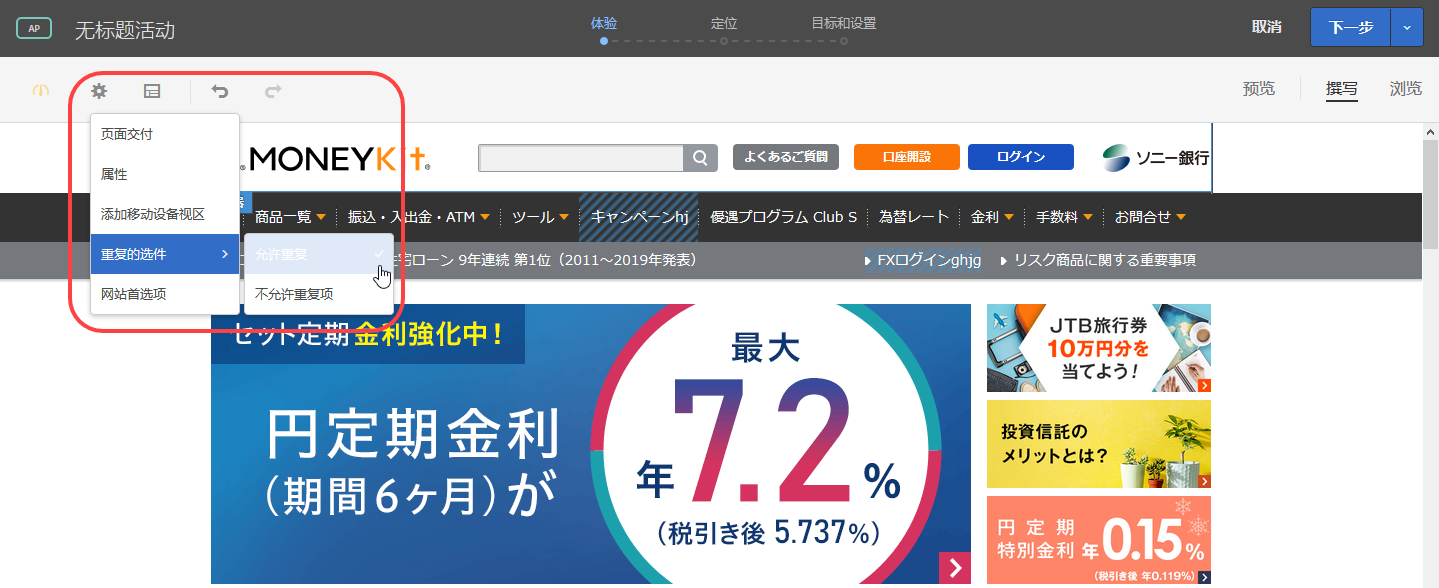 AP
无标题活动
体验
定位
目标和设置
取消
下一步
预览
撰写
浏览
页面交付
属性
添加移动设备视区
重复的选件
网站首选项
允许重复
不允许重复项
MONEYKit
よくあるご質問
口座開設
ログイン
ソニー銀行
商品一覧
振込・入出金・ATM
ツール
キャンペーンhj
優遇プログラム Club S
為替レート
金利
手数料
お問合せ
宅ローン 9年連続 第1位（2011～2019年発表）
FXログインghjg
リスク商品に関する重要事項
セット定期金利強化中！
円定期金利
（期間6ヶ月）が
最大
年7.2%
（税引き後 5.737%）
JTB旅行券
10万円分を
当てよう！
投資信託の
メリットとは？
円定期
特別金利 年0.15%
（税引き後 年0.119%）